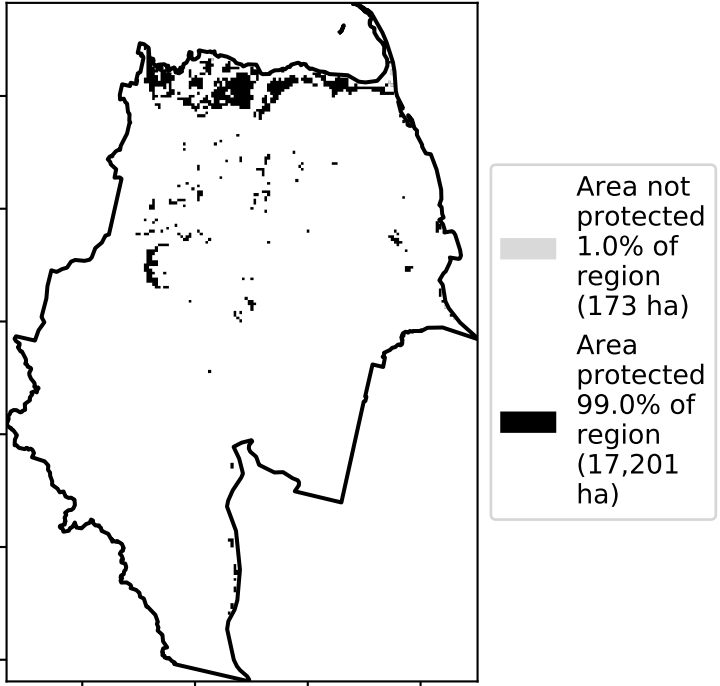 Area not
protected
1.0% of
region
(173 ha)
Area
protected
99.0% of
region
(17,201
ha)